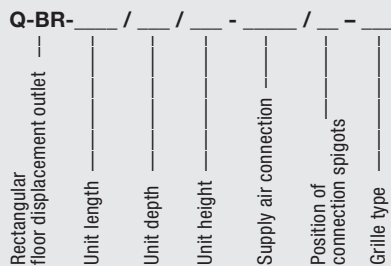 Q-BR-____ / ___ / ___ - _____ / __ – ___
Rectangular
floor displacement outlet
Unit length
Unit depth
Unit height
Supply air connection
Position of
connection spigots
Grille type